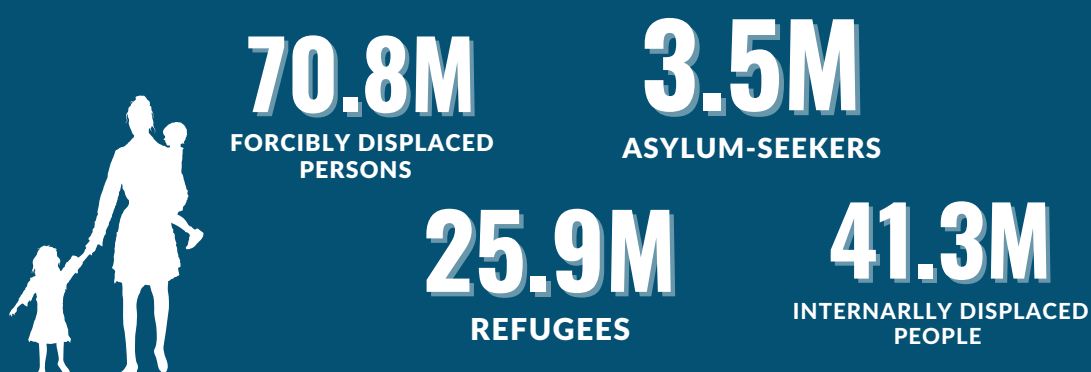 70.8M
FORCIBLY DISPLACED
PERSONS
3.5M
ASYLUM-SEEKERS
25.9M
REFUGEES
41.3M
INTERNARLLY DISPLACED
PEOPLE